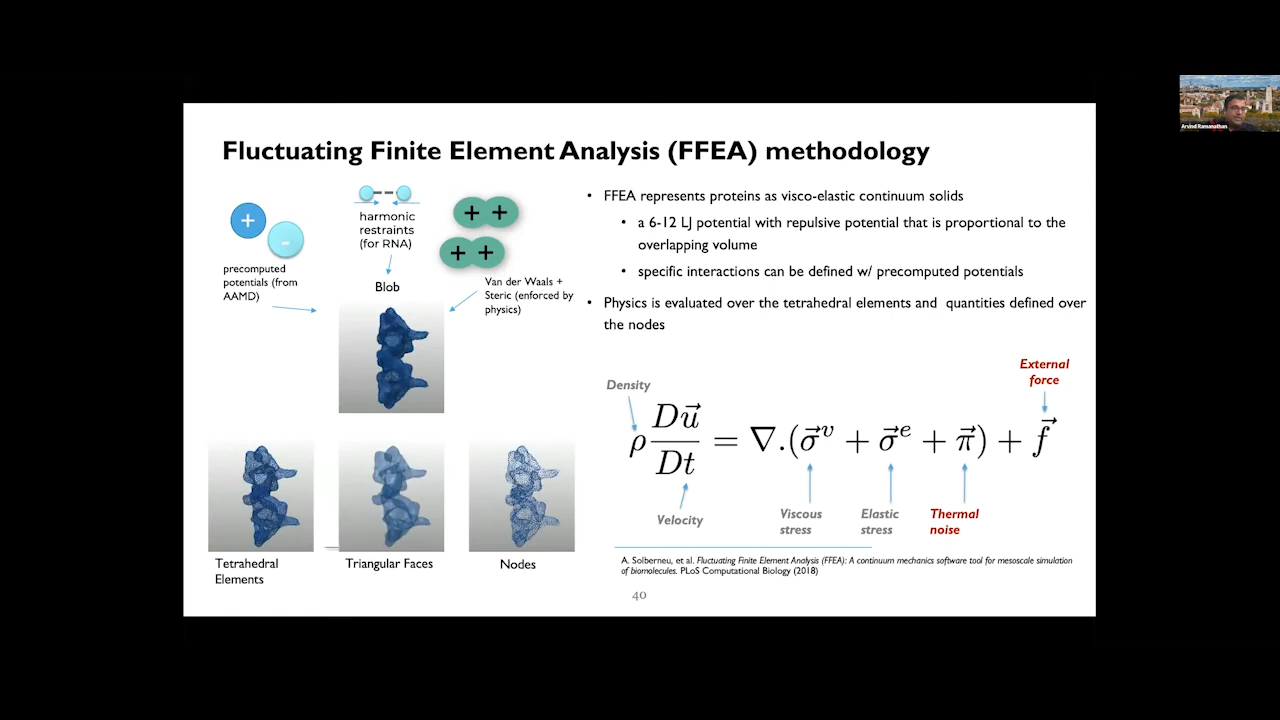 Fluctuating Finite Element Analysis (FFEA) methodology
+
-
precomputed
potentials (from
AAMD)
harmonic
restraints
(for RNA)
Blob
+ +
+ +
Van der Waals +
Steric (enforced by
physics)
Tetrahedral
Elements
Triangular Faces
Nodes
• FFEA represents proteins as visco-elastic continuum solids
• a 6-12 LJ potential with repulsive potential that is proportional to the
overlapping volume
• specific interactions can be defined w/ precomputed potentials
• Physics is evaluated over the tetrahedral elements and quantities defined over
the nodes
External
force
Density
ρ Du⃗/Dt = ∇.(σ⃗ᵛ + σ⃗ᵉ + π⃗) + f⃗
Velocity
Viscous
stress
Elastic
stress
Thermal
noise
A. Solberneu, et al. Fluctuating Finite Element Analysis (FFEA): A continuum mechanics software tool for mesoscale simulation
of biomolecules. PLoS Computational Biology (2018)
40
Arvind Ramanathan